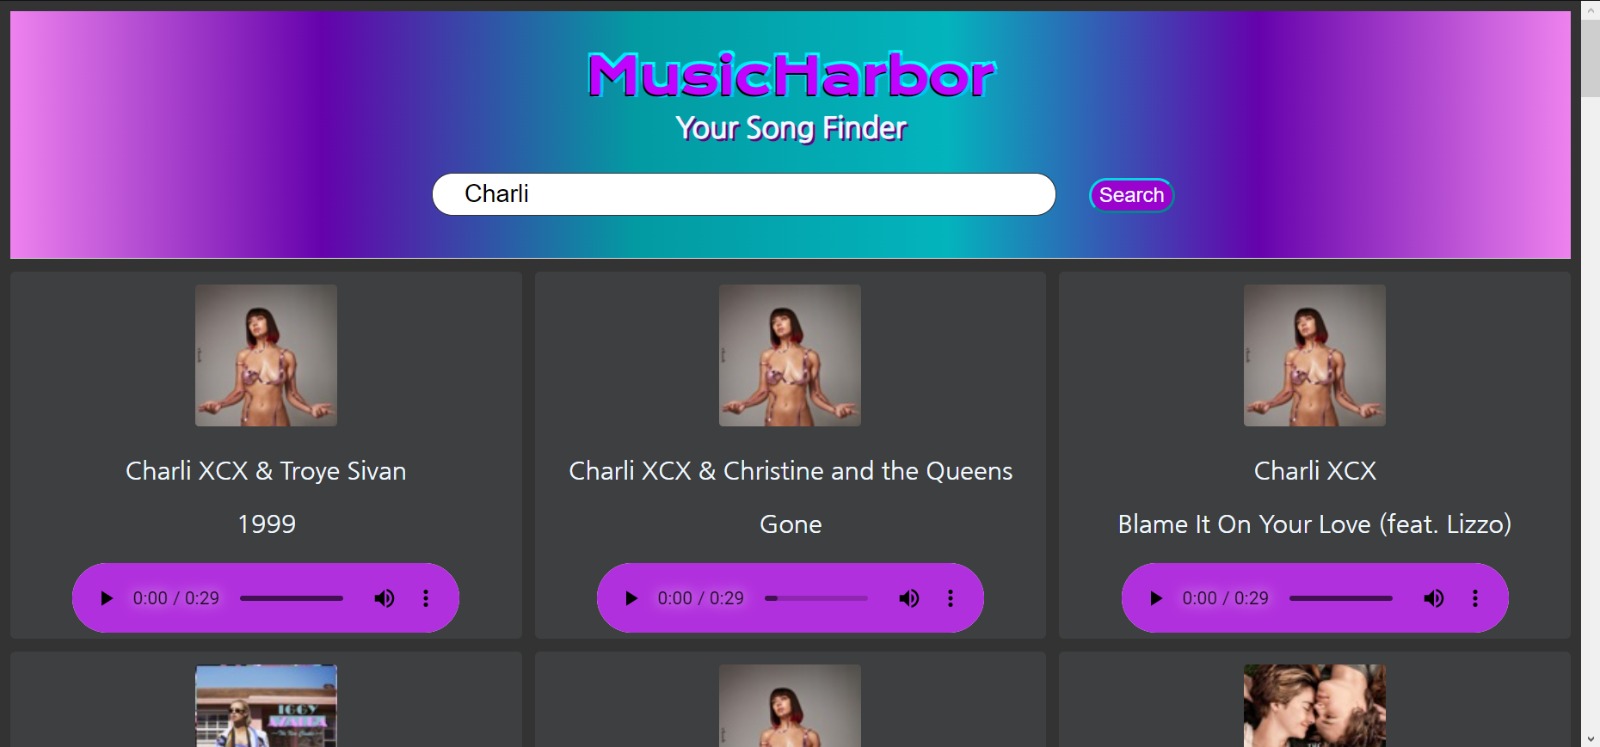 MusicHarbor
Your Song Finder
Charli
Search
Charli XCX & Troye Sivan
1999
0:00 / 0:29
Charli XCX & Christine and the Queens
Gone
0:00 / 0:29
Charli XCX
Blame It On Your Love (feat. Lizzo)
0:00 / 0:29
IGGY
AZALEA